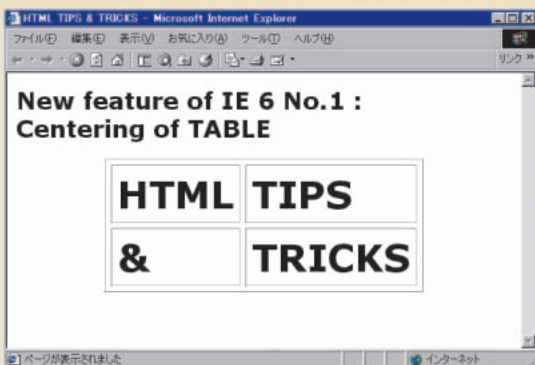 HTML TIPS & TRICKS - Microsoft Internet Explorer
ファイル(F) 編集(E) 表示(V) お気に入り(A) ツール(T) ヘルプ(H)
リンク »
New feature of IE 6 No.1 :
Centering of TABLE
HTML TIPS
& TRICKS
ページが表示されました インターネット